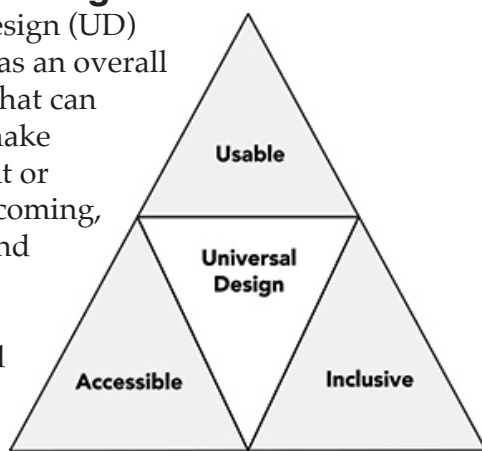 esign (UD)
as an overall
hat can
nake
t or
coming,
nd
Usable
Universal
Design
Accessible
Inclusive